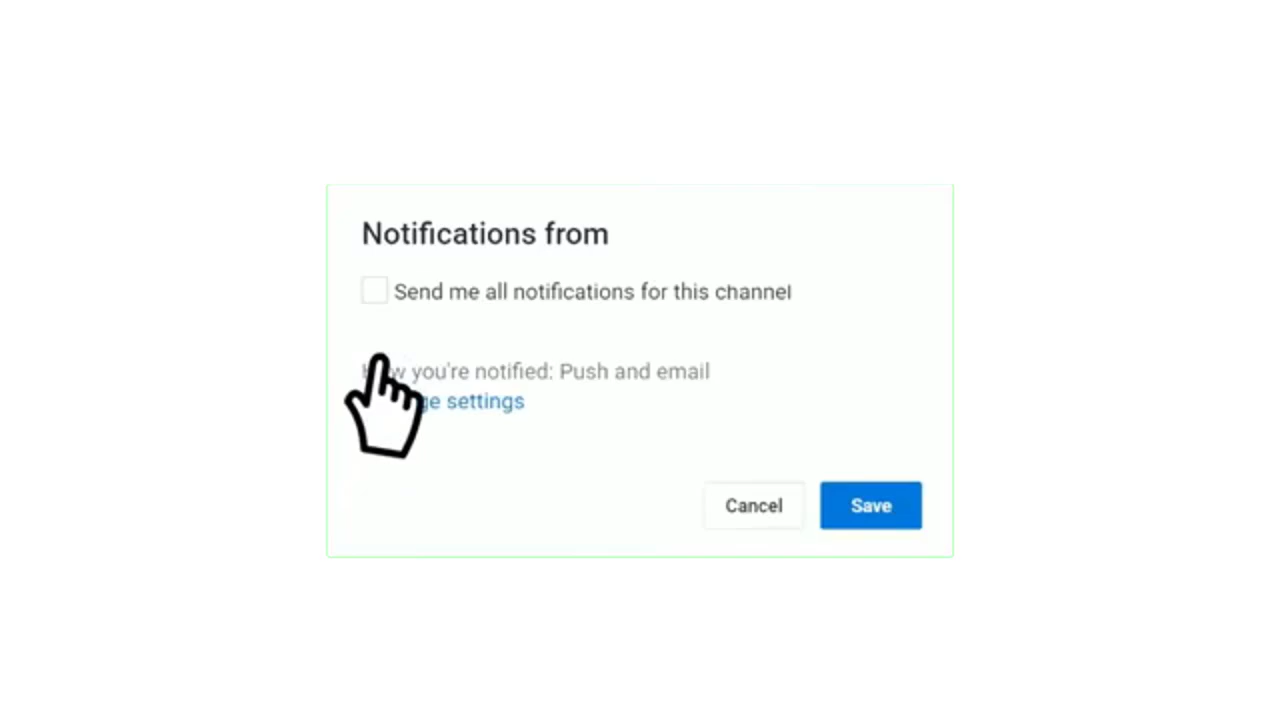 Notifications from
Send me all notifications for this channel
you're notified: Push and email
settings
Cancel
Save